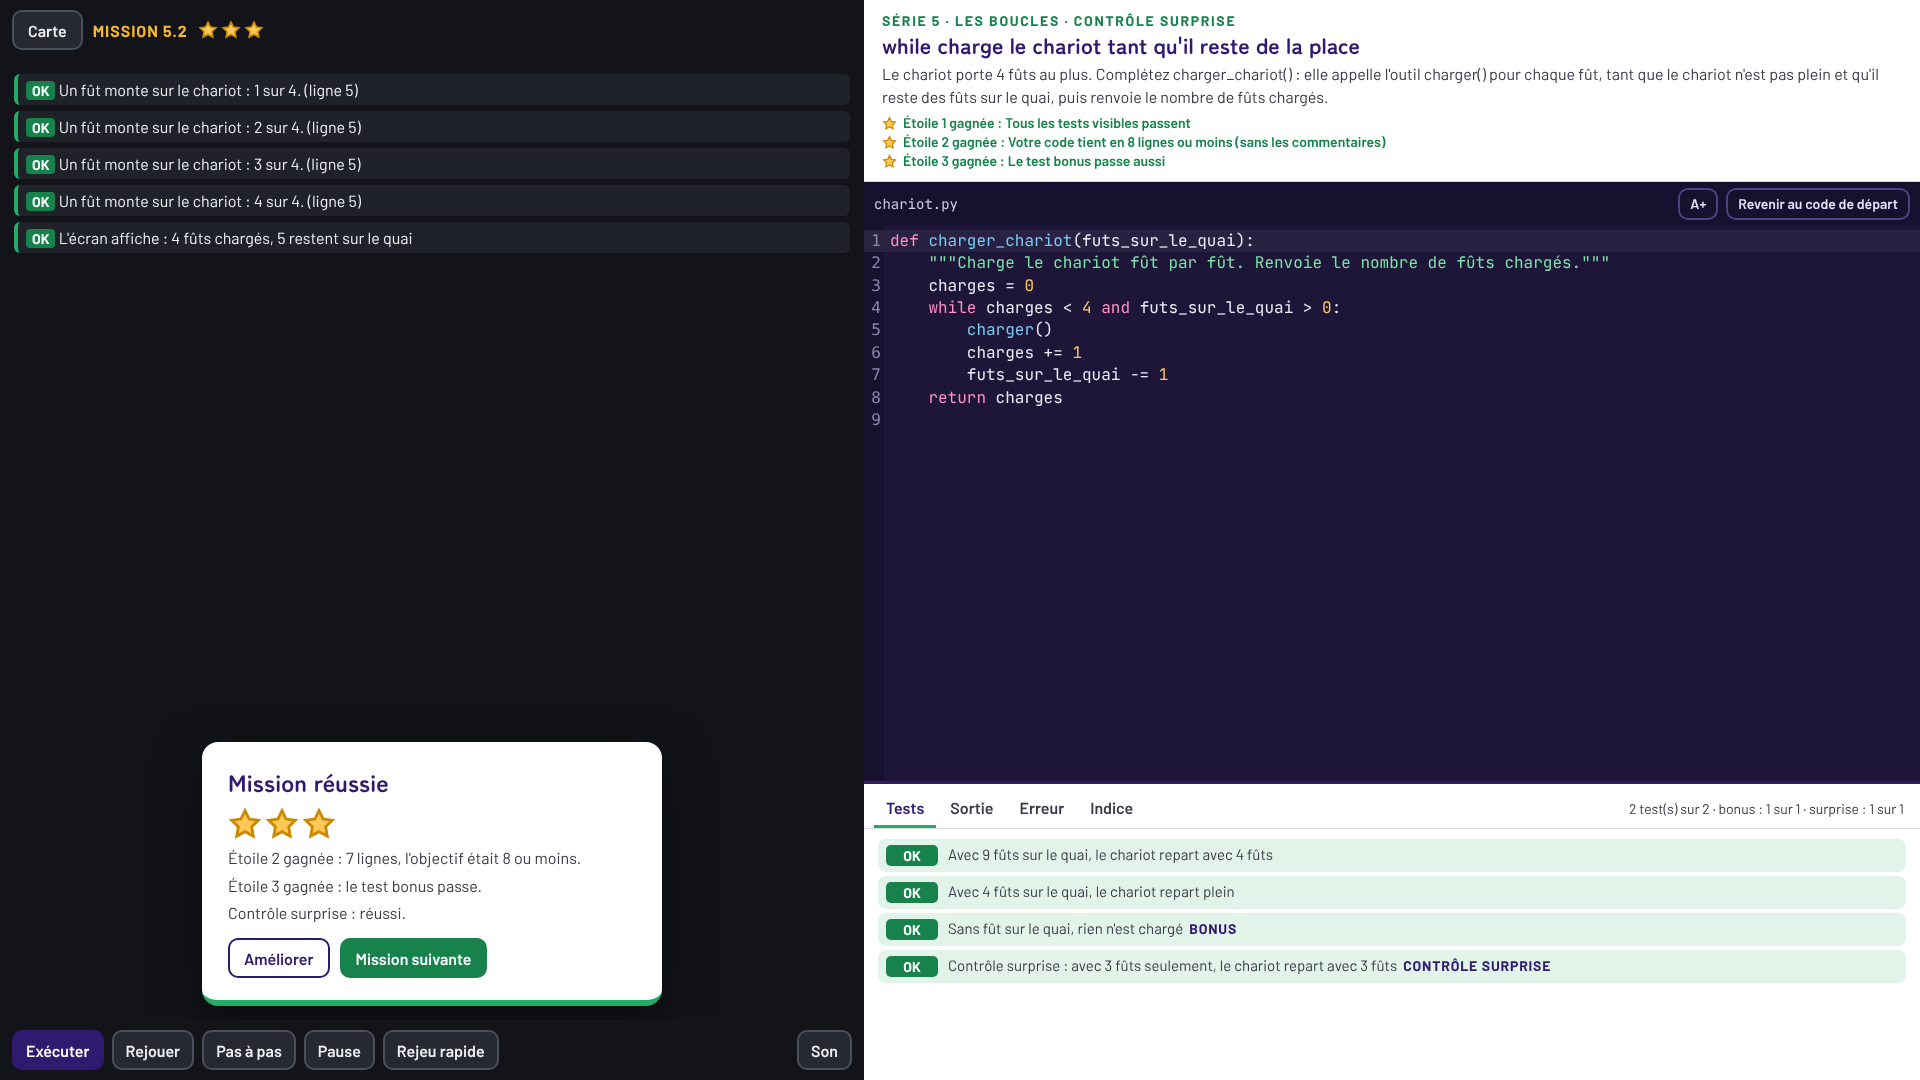 Carte
MISSION 5.2
OK Un fût monte sur le chariot : 1 sur 4. (ligne 5)
OK Un fût monte sur le chariot : 2 sur 4. (ligne 5)
OK Un fût monte sur le chariot : 3 sur 4. (ligne 5)
OK Un fût monte sur le chariot : 4 sur 4. (ligne 5)
OK L'écran affiche : 4 fûts chargés, 5 restent sur le quai
Mission réussie
Étoile 2 gagnée : 7 lignes, l'objectif était 8 ou moins.
Étoile 3 gagnée : le test bonus passe.
Contrôle surprise : réussi.
Améliorer
Mission suivante
Exécuter
Rejouer
Pas à pas
Pause
Rejeu rapide
Son
SÉRIE 5 · LES BOUCLES · CONTRÔLE SURPRISE
while charge le chariot tant qu'il reste de la place
Le chariot porte 4 fûts au plus. Complétez charger_chariot() : elle appelle l'outil charger() pour chaque fût, tant que le chariot n'est pas plein et qu'il
reste des fûts sur le quai, puis renvoie le nombre de fûts chargés.
Étoile 1 gagnée : Tous les tests visibles passent
Étoile 2 gagnée : Votre code tient en 8 lignes ou moins (sans les commentaires)
Étoile 3 gagnée : Le test bonus passe aussi
chariot.py
A+
Revenir au code de départ
1 def charger_chariot(futs_sur_le_quai):
2     """Charge le chariot fût par fût. Renvoie le nombre de fûts chargés."""
3     charges = 0
4     while charges < 4 and futs_sur_le_quai > 0:
5         charger()
6         charges += 1
7         futs_sur_le_quai -= 1
8     return charges
9
Tests
Sortie
Erreur
Indice
2 test(s) sur 2 · bonus : 1 sur 1 · surprise : 1 sur 1
OK Avec 9 fûts sur le quai, le chariot repart avec 4 fûts
OK Avec 4 fûts sur le quai, le chariot repart plein
OK Sans fût sur le quai, rien n'est chargé BONUS
OK Contrôle surprise : avec 3 fûts seulement, le chariot repart avec 3 fûts CONTRÔLE SURPRISE